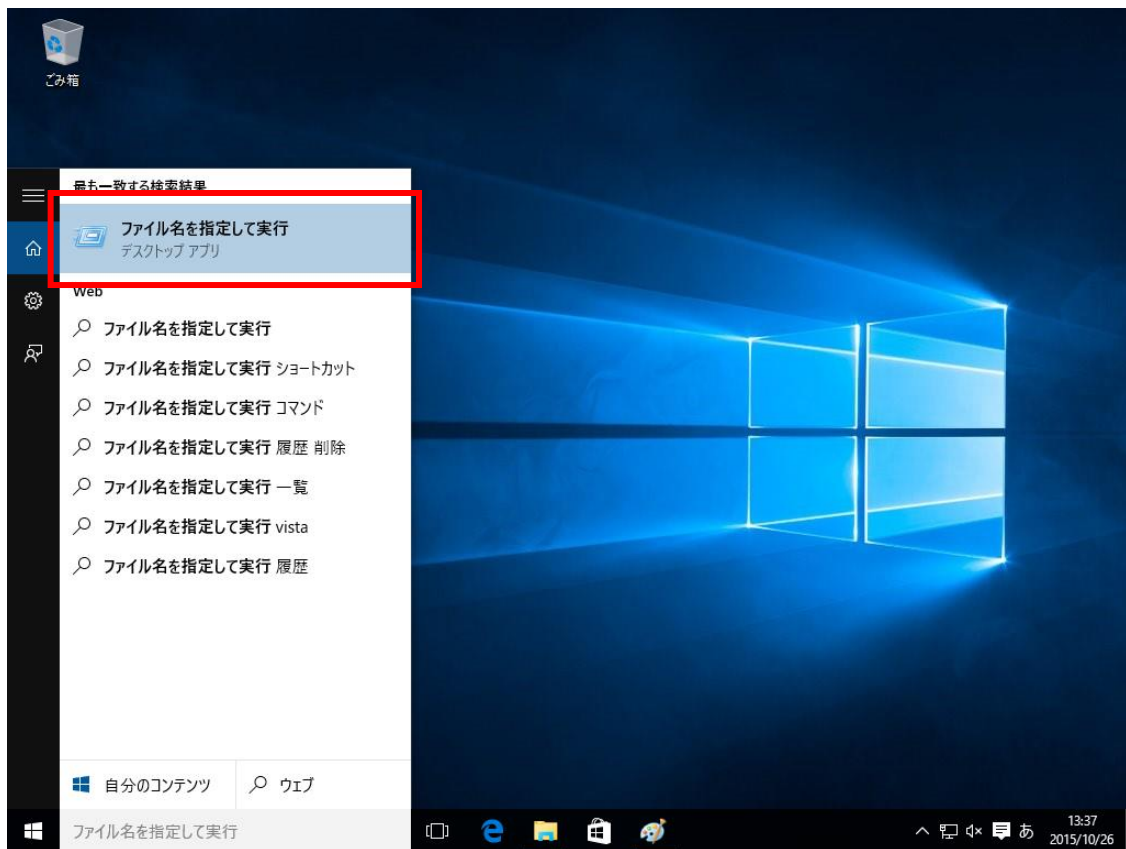 ごみ箱
最も一致する検索結果
ファイル名を指定して実行
デスクトップ アプリ
Web
ファイル名を指定して実行
ファイル名を指定して実行 ショートカット
ファイル名を指定して実行 コマンド
ファイル名を指定して実行 履歴 削除
ファイル名を指定して実行 一覧
ファイル名を指定して実行 vista
ファイル名を指定して実行 履歴
自分のコンテンツ ウェブ
ファイル名を指定して実行
あ
13:37
2015/10/26